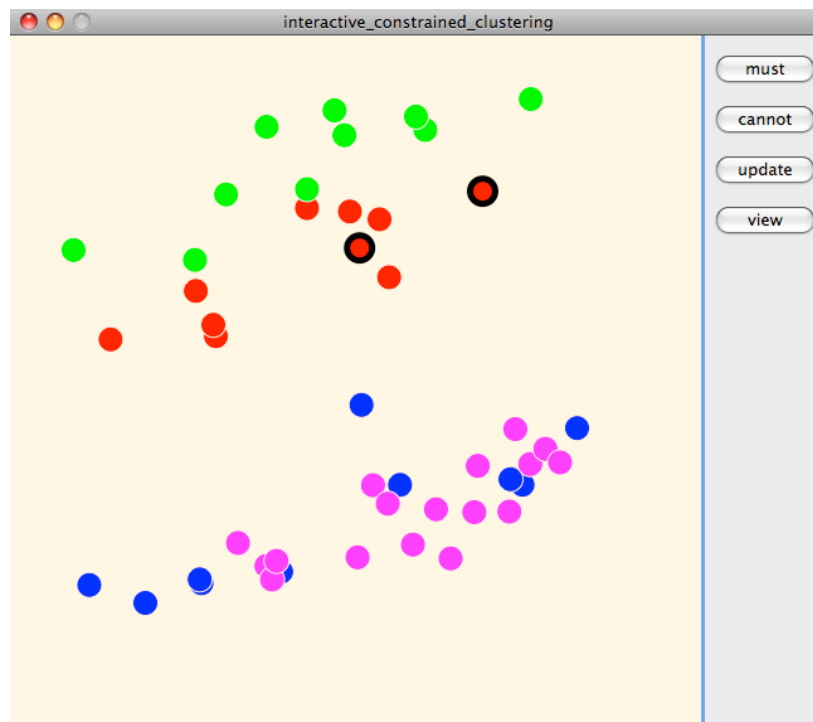 interactive_constrained_clustering
must
cannot
update
view